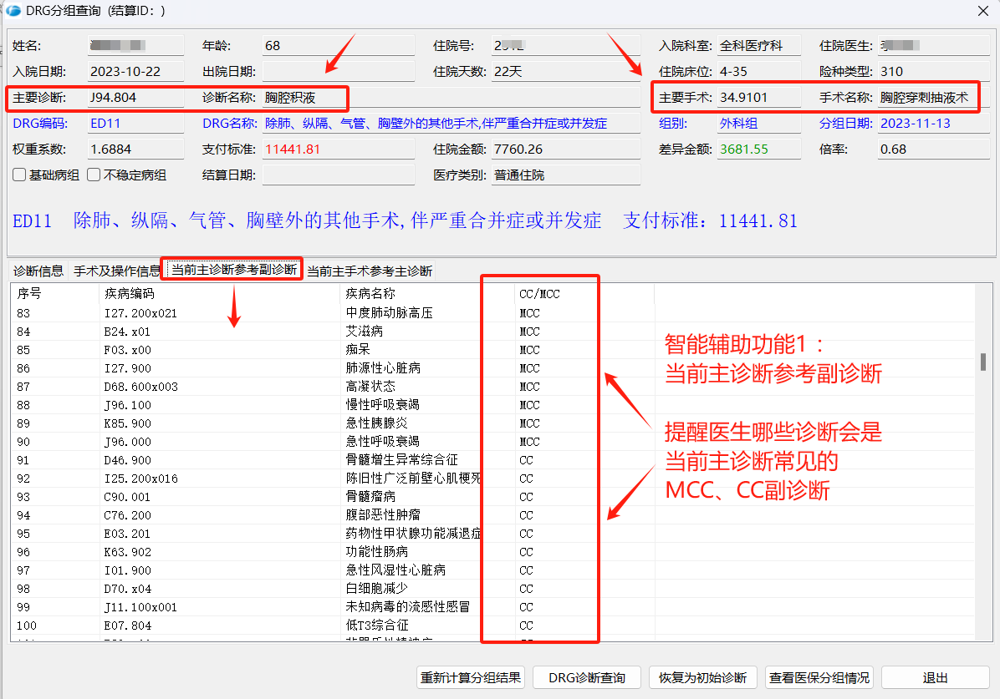 DRG分组查询（结算ID：）
姓名: 年龄: 68 住院号: 入院科室: 全科医疗科 住院医生:
入院日期: 2023-10-22 出院日期: 住院天数: 22天 住院床位: 4-35 险种类型: 310
主要诊断: J94.804 诊断名称: 胸腔积液 主要手术: 34.9101 手术名称: 胸腔穿刺抽液术
DRG编码: ED11 DRG名称: 除肺、纵隔、气管、胸壁外的其他手术,伴严重合并症或并发症 组别: 外科组 分组日期: 2023-11-13
权重系数: 1.6884 支付标准: 11441.81 住院金额: 7760.26 差异金额: 3681.55 倍率: 0.68
基础病组 不稳定病组 结算日期: 医疗类别: 普通住院
ED11 除肺、纵隔、气管、胸壁外的其他手术,伴严重合并症或并发症 支付标准：11441.81
诊断信息 手术及操作信息 当前主诊断参考副诊断 当前主手术参考主诊断
序号 疾病编码 疾病名称 CC/MCC
83 I27.200x021 中度肺动脉高压 MCC
84 B24.x01 艾滋病 MCC
85 F03.x00 痴呆 MCC
86 I27.900 肺源性心脏病 MCC
87 D68.600x003 高凝状态 MCC
88 J96.100 慢性呼吸衰竭 MCC
89 K85.900 急性胰腺炎 MCC
90 J96.000 急性呼吸衰竭 MCC
91 D46.900 骨髓增生异常综合征 CC
92 I25.200x016 陈旧性广泛前壁心肌梗死 CC
93 C90.001 骨髓瘤病 CC
94 C76.200 腹部恶性肿瘤 CC
95 E03.201 药物性甲状腺功能减退症 CC
96 K63.902 功能性肠病 CC
97 I01.900 急性风湿性心脏病 CC
98 D70.x04 白细胞减少 CC
99 J11.100x001 未知病毒的流感性感冒 CC
100 E07.804 低T3综合征 CC
智能辅助功能1：
当前主诊断参考副诊断
提醒医生哪些诊断会是
当前主诊断常见的
MCC、CC副诊断
重新计算分组结果 DRG诊断查询 恢复为初始诊断 查看医保分组情况 退出